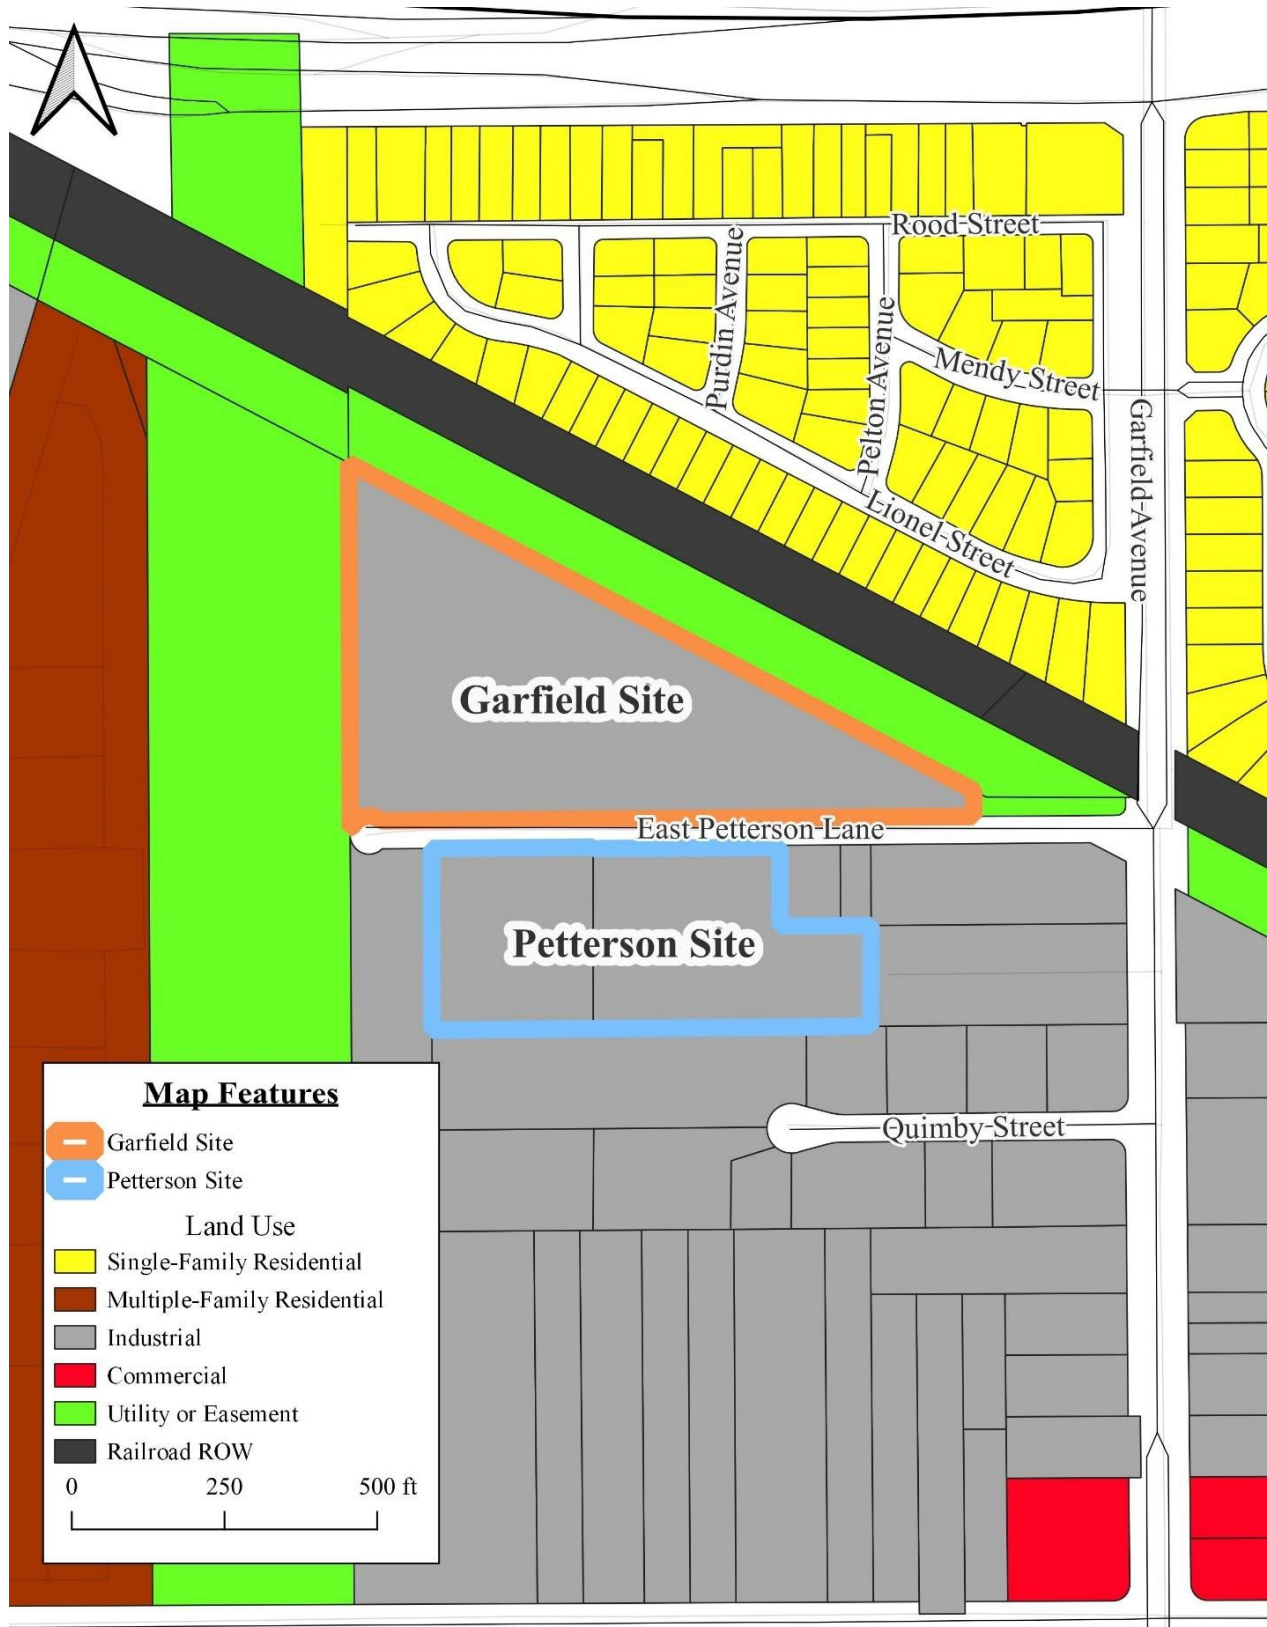 Rood Street
Purdin Avenue
Pelton Avenue
Mendy Street
Garfield Avenue
Lionel Street
Garfield Site
East Petterson Lane
Petterson Site
Quimby Street
Map Features
Garfield Site
Petterson Site
Land Use
Single-Family Residential
Multiple-Family Residential
Industrial
Commercial
Utility or Easement
Railroad ROW
0 250 500 ft